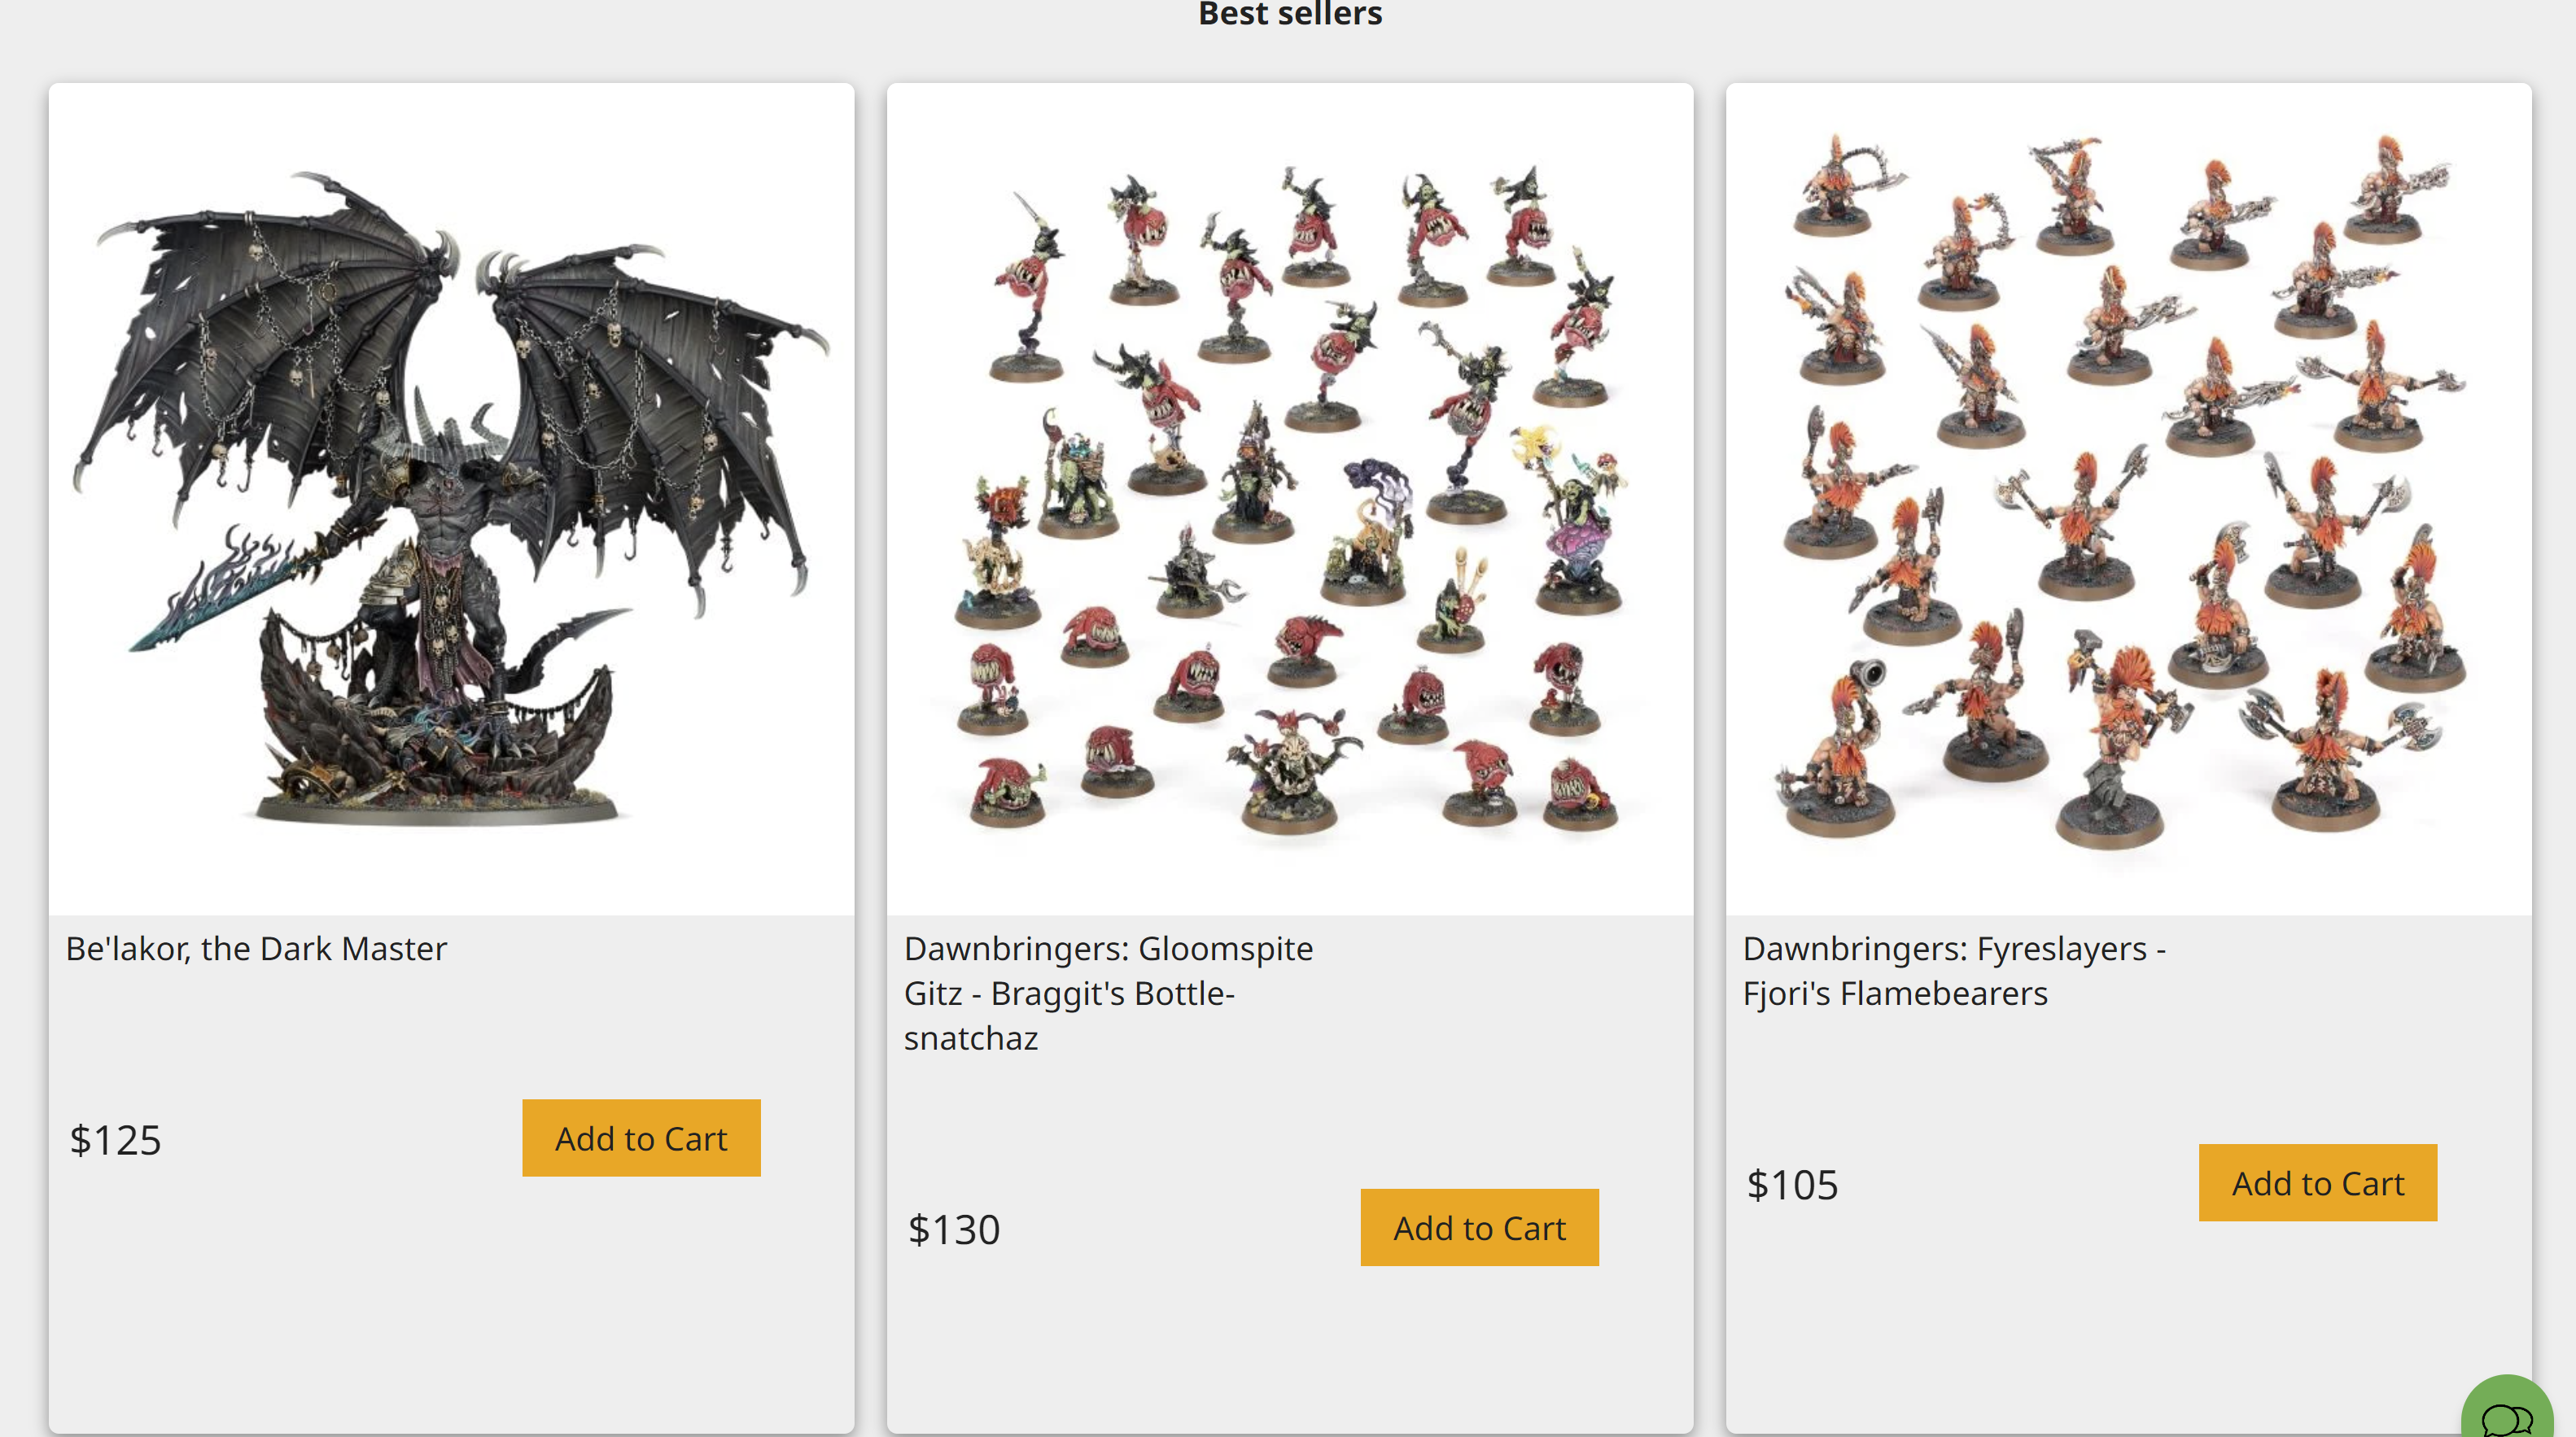 Best sellers
Be'lakor, the Dark Master
$125
Add to Cart
Dawnbringers: Gloomspite
Gitz - Braggit's Bottle-
snatchaz
$130
Add to Cart
Dawnbringers: Fyreslayers -
Fjori's Flamebearers
$105
Add to Cart